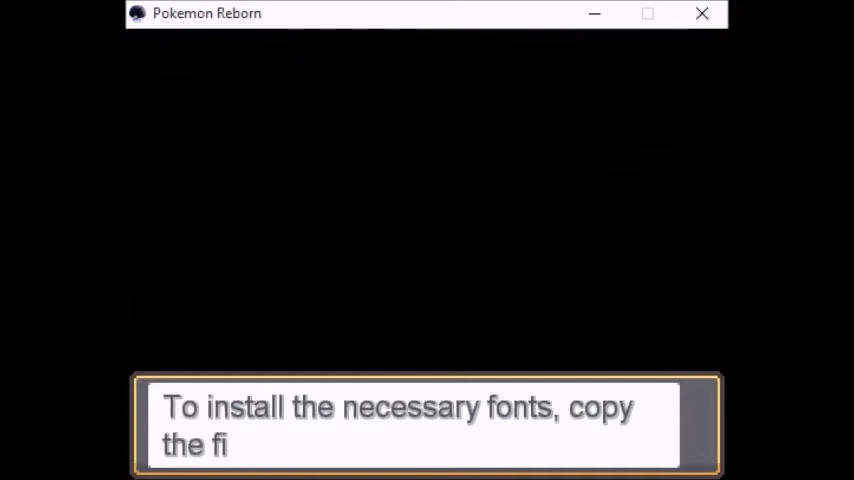 Pokemon Reborn
To install the necessary fonts, copy
the fi